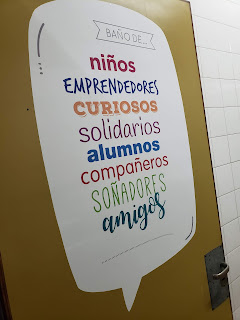 BAÑO DE...
niños
EMPRENDEDORES
CURIOSOS
solidarios
alumnos
compañeros
SOÑADORES
amigos